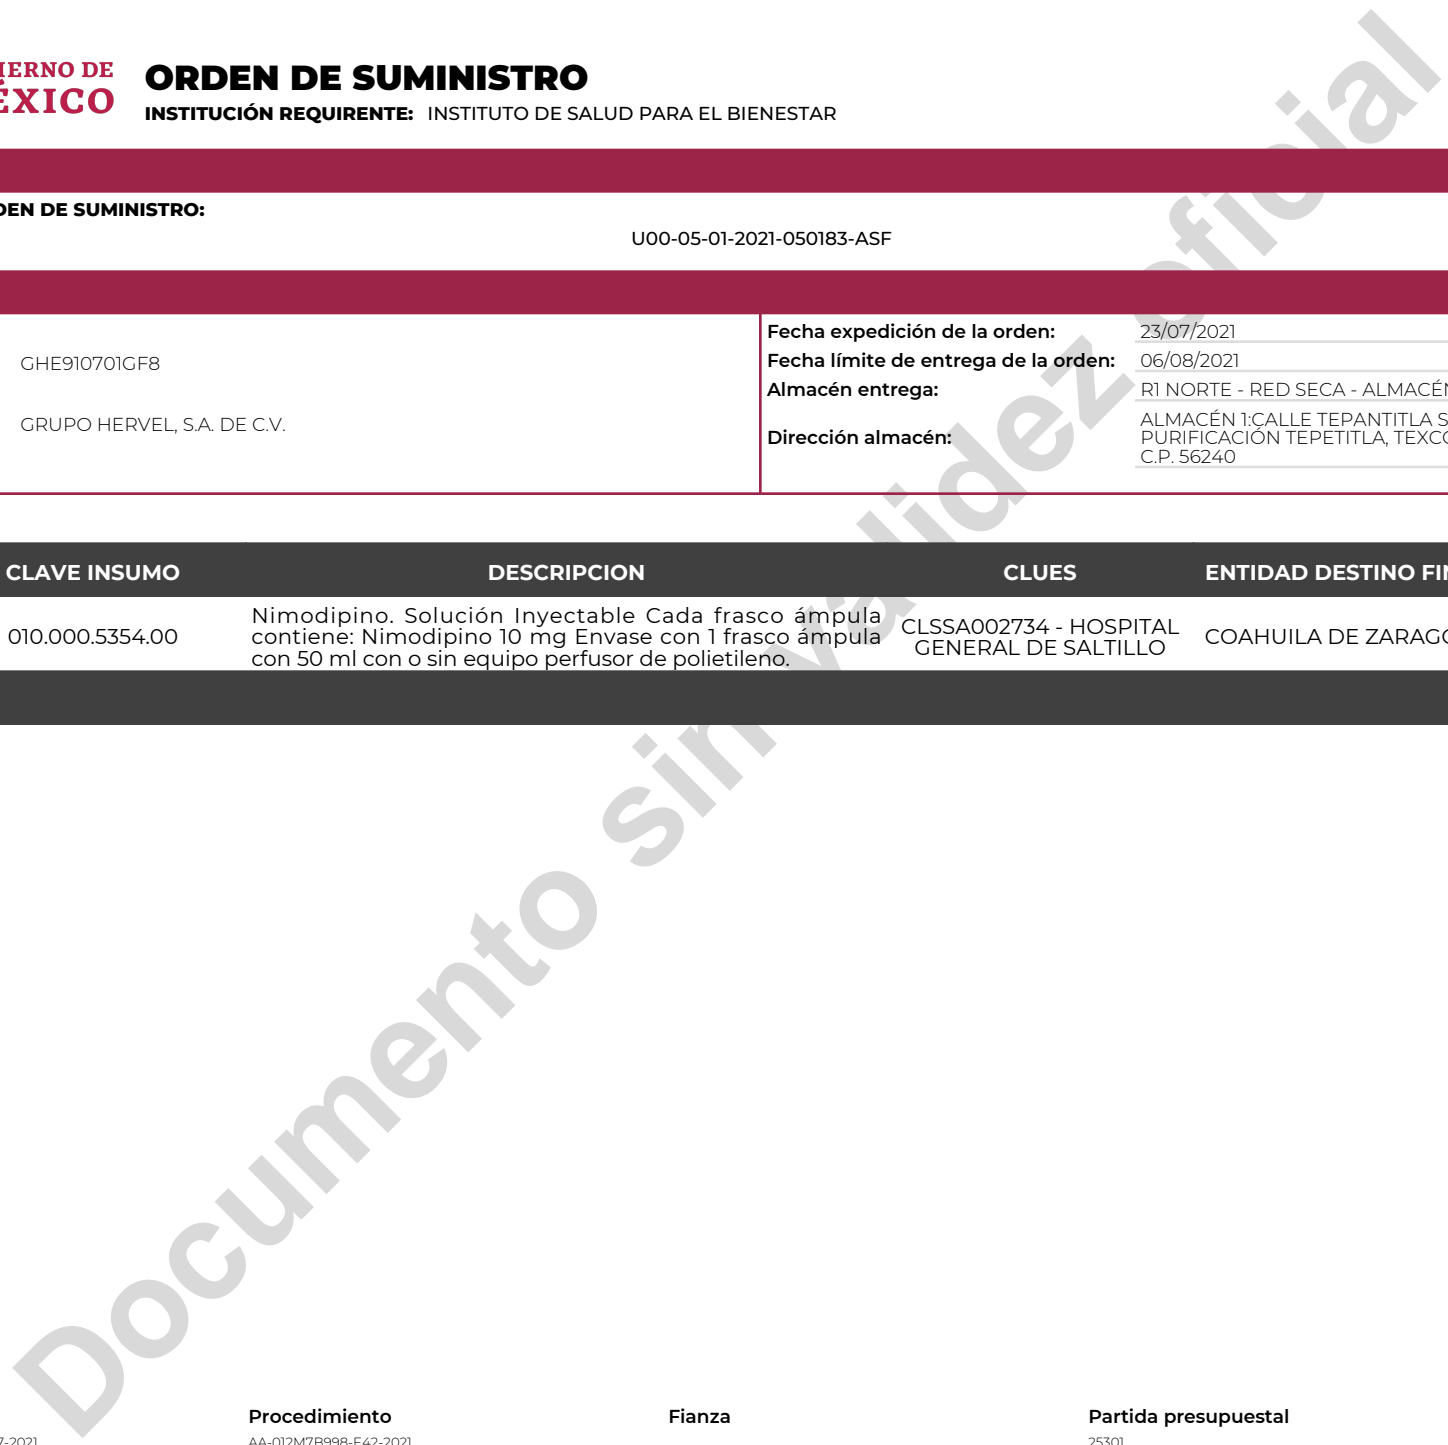 ORDEN DE SUMINISTRO
INSTITUCIÓN REQUIRENTE: INSTITUTO DE SALUD PARA EL BIENESTAR
IERNO DE
ÉXICO
DEN DE SUMINISTRO:
U00-05-01-2021-050183-ASF
GHE910701GF8
GRUPO HERVEL, S.A. DE C.V.
Fecha expedición de la orden: 23/07/2021
Fecha límite de entrega de la orden: 06/08/2021
Almacén entrega: R1 NORTE - RED SECA - ALMACÉN
Dirección almacén: ALMACÉN 1:CALLE TEPANTITLA S
PURIFICACIÓN TEPETITLA, TEXCO
C.P. 56240
CLAVE INSUMO DESCRIPCION CLUES ENTIDAD DESTINO FIN
010.000.5354.00
Nimodipino. Solución Inyectable Cada frasco ámpula
contiene: Nimodipino 10 mg Envase con 1 frasco ámpula
con 50 ml con o sin equipo perfusor de polietileno.
CLSSA002734 - HOSPITAL
GENERAL DE SALTILLO
COAHUILA DE ZARAGO
Documento sin validez oficial
Procedimiento Fianza Partida presupuestal
7-2021 AA-012M7B998-E42-2021 25301